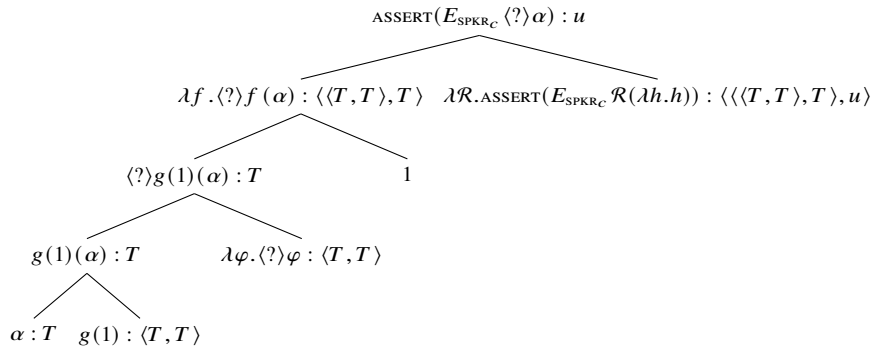 ASSERT(E_SPKR_C ⟨?⟩α) : u
λf.⟨?⟩f(α) : ⟨⟨T,T⟩,T⟩ λℛ.ASSERT(E_SPKR_C ℛ(λh.h)) : ⟨⟨⟨T,T⟩,T⟩,u⟩
⟨?⟩g(1)(α) : T 1
g(1)(α) : T λφ.⟨?⟩φ : ⟨T,T⟩
α : T g(1) : ⟨T,T⟩